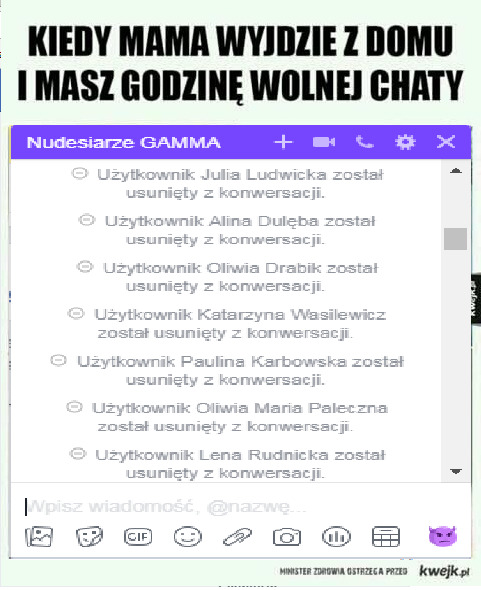 KIEDY MAMA WYJDZIE Z DOMU
I MASZ GODZINĘ WOLNEJ CHATY
Nudesiarze GAMMA
Użytkownik Julia Ludwicka został
usunięty z konwersacji.
Użytkownik Alina Dulęba został
usunięty z konwersacji.
Użytkownik Oliwia Drabik został
usunięty z konwersacji.
Użytkownik Katarzyna Wasilewicz
został usunięty z konwersacji.
Użytkownik Paulina Karbowska został
usunięty z konwersacji.
Użytkownik Oliwia Maria Paleczna
został usunięty z konwersacji.
Użytkownik Lena Rudnicka został
usunięty z konwersacji.
Wpisz wiadomość, @nazwę...
GIF
kwejk.pl
MINISTER ZDROWIA OSTRZEGA PRZED kwejk.pl